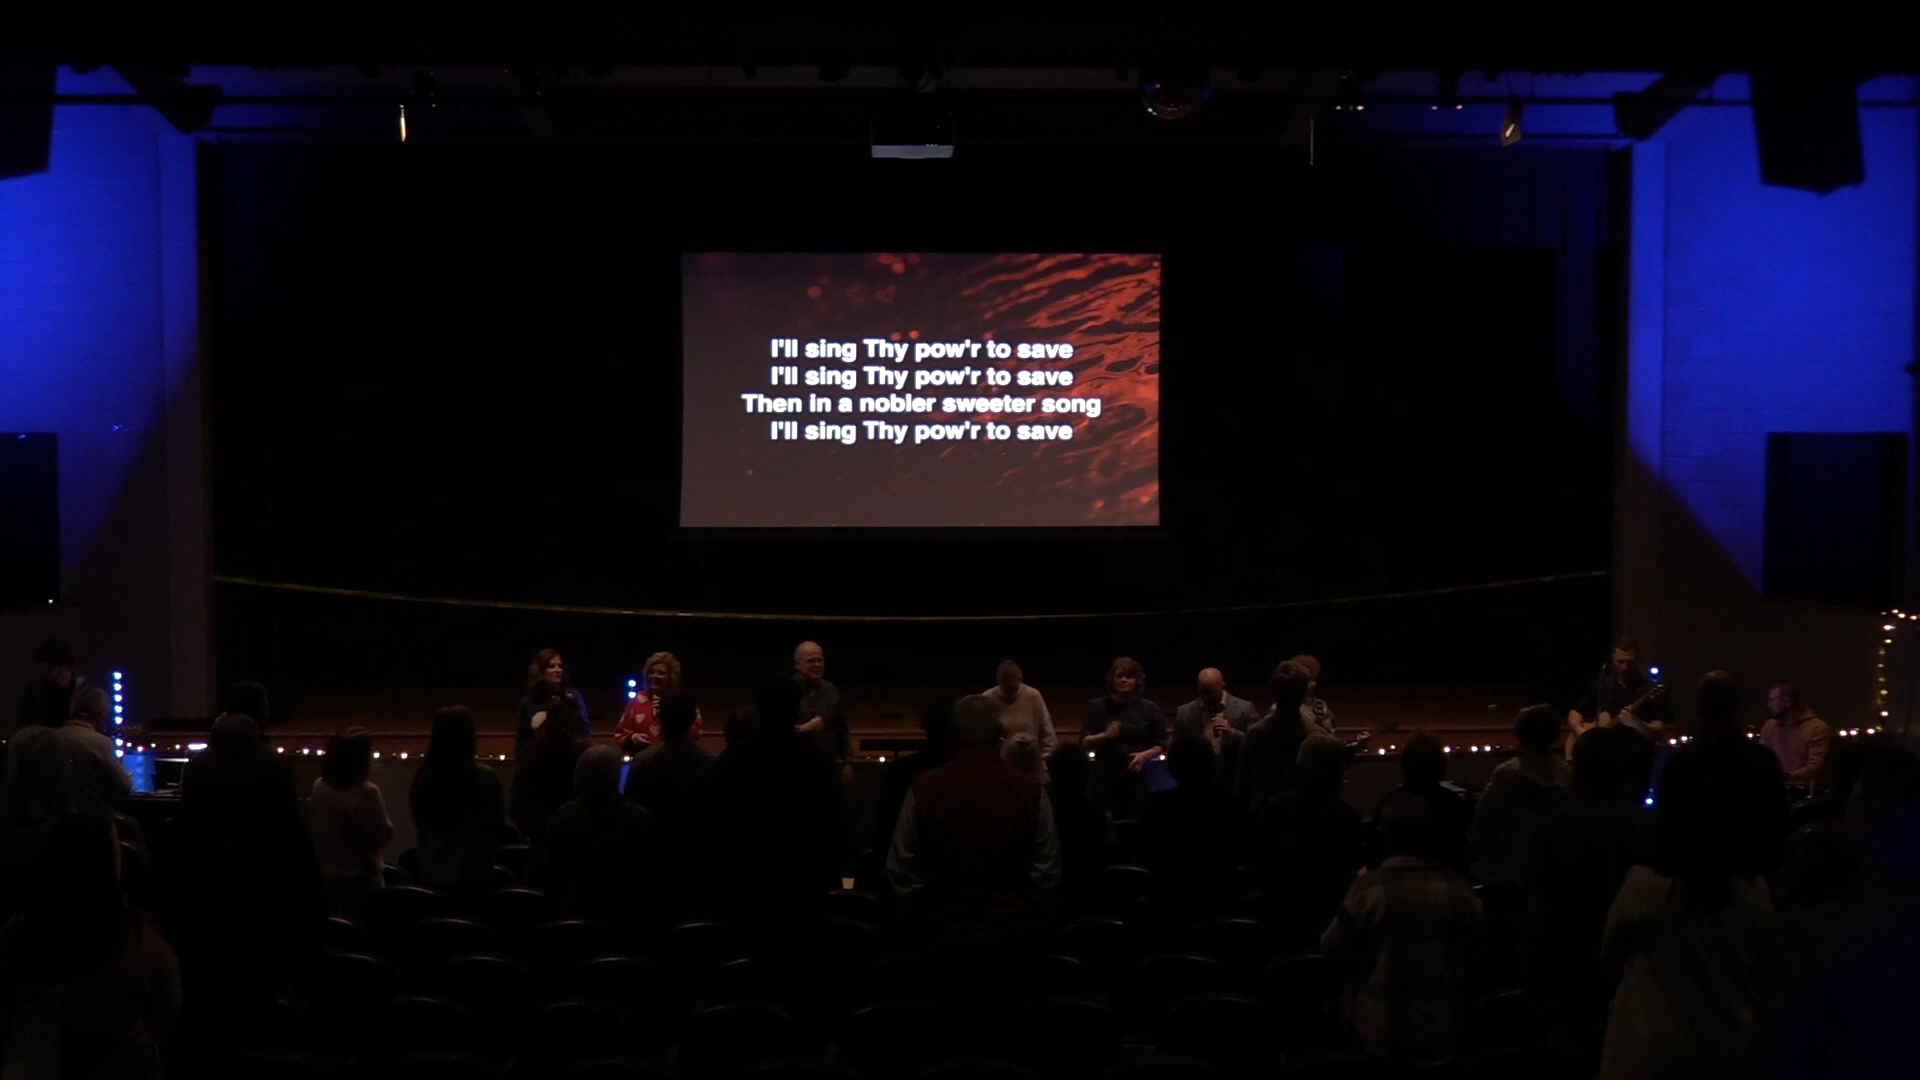 I'll sing Thy pow'r to save
I'll sing Thy pow'r to save
Then in a nobler sweeter song
I'll sing Thy pow'r to save